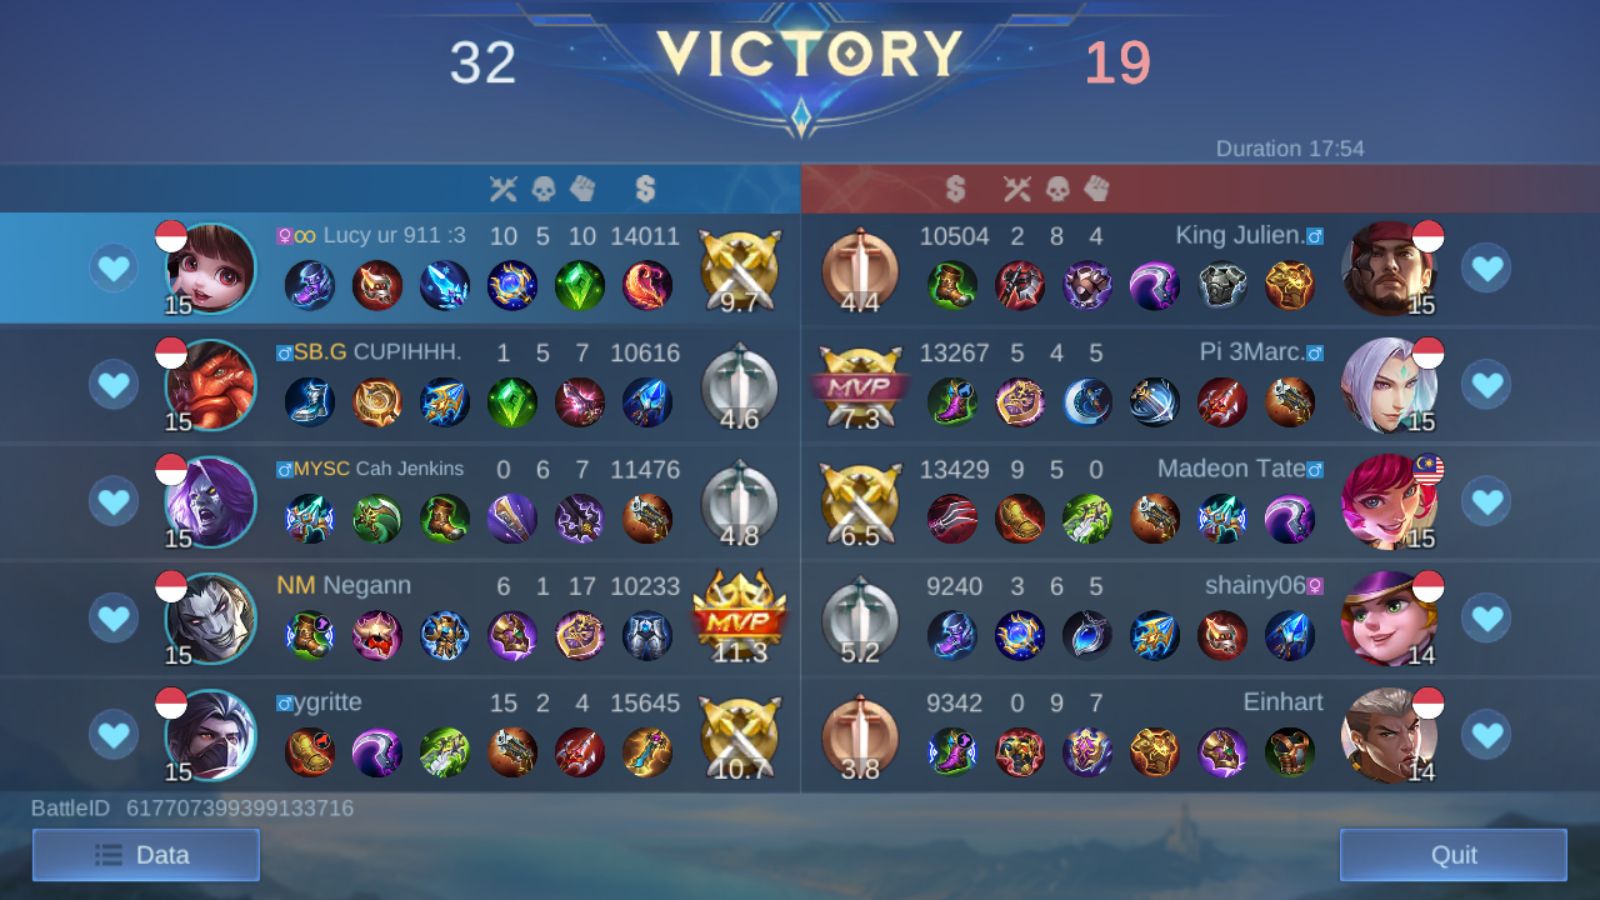 32 VICTORY 19
Duration 17:54
Lucy ur 911 :3 10 5 10 14011
15 9.7
10504 2 8 4 King Julien.
4.4 15
SB.G CUPIHHH. 1 5 7 10616
15 4.6
13267 5 4 5 Pi 3Marc.
MVP
7.3 15
MYSC Cah Jenkins 0 6 7 11476
15 4.8
13429 9 5 0 Madeon Tate
6.5 15
NM Negann 6 1 17 10233
MVP
15 11.3
9240 3 6 5 shainy06
5.2 14
ygritte 15 2 4 15645
15 10.7
9342 0 9 7 Einhart
3.8 14
BattleID 617707399399133716
Data
Quit